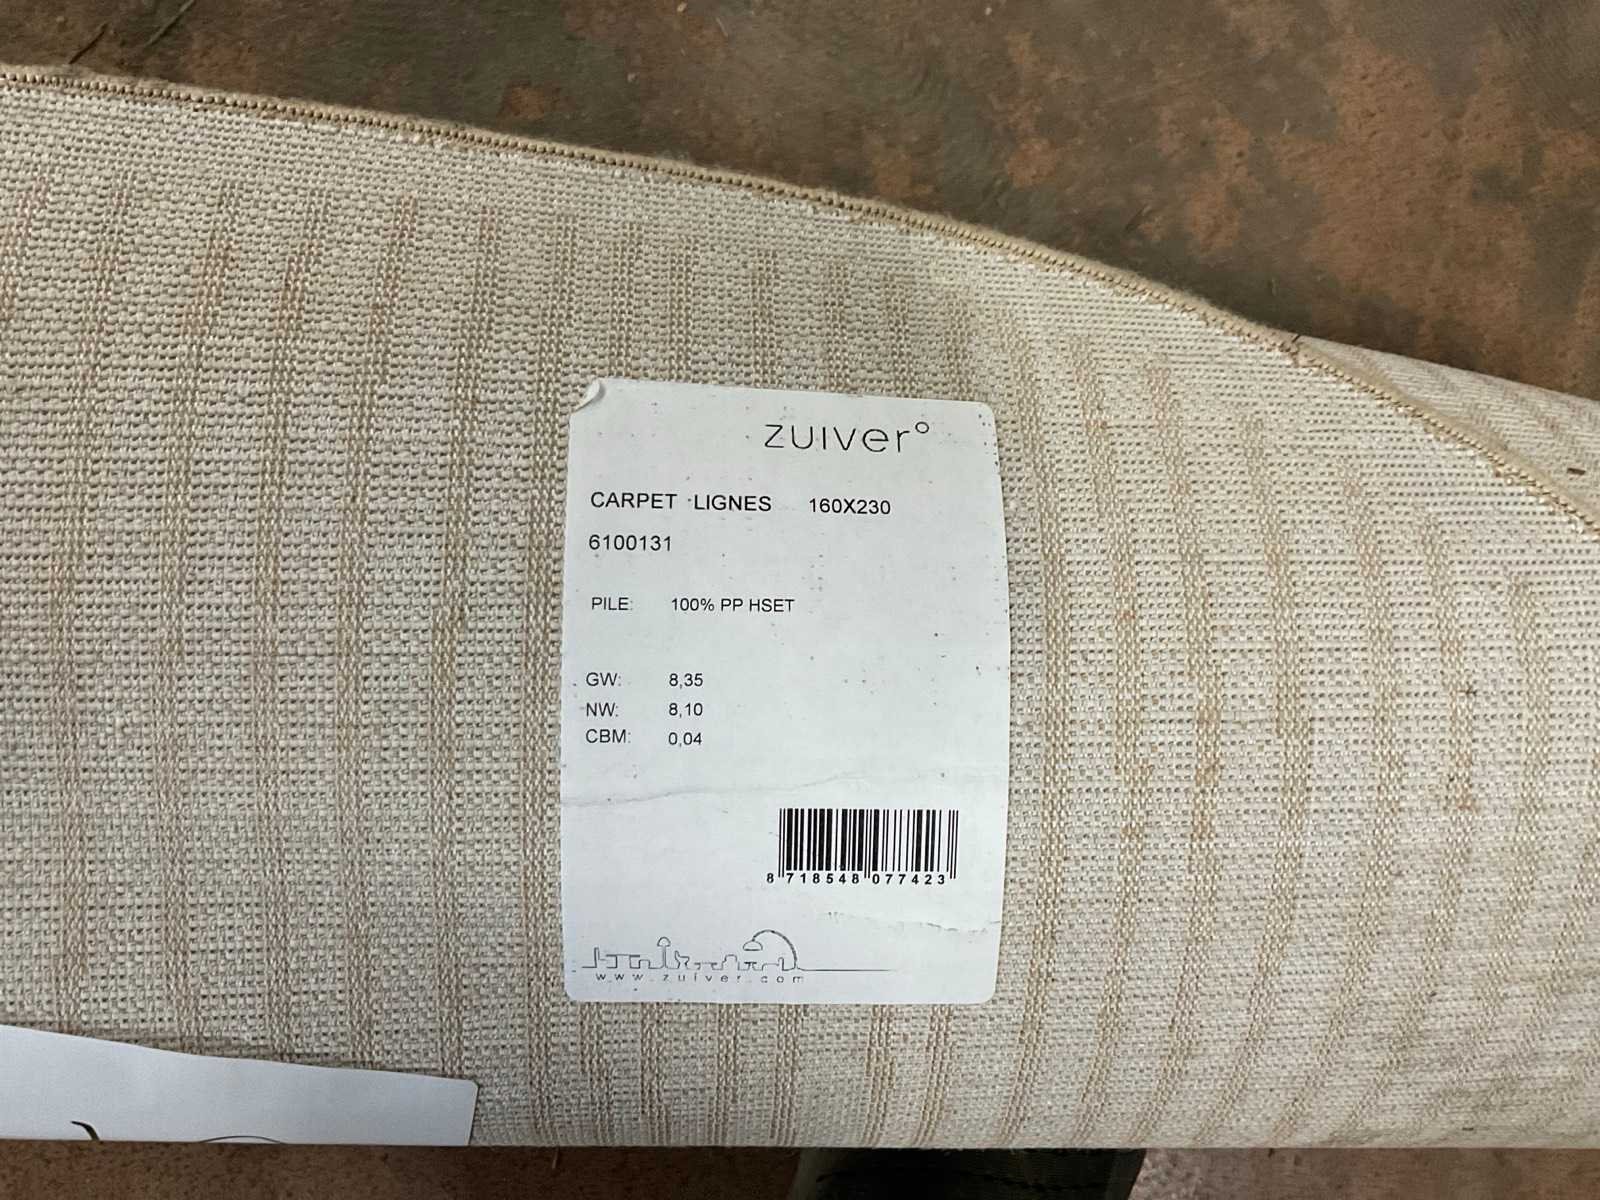 zuiver°
CARPET LIGNES 160X230
6100131
PILE: 100% PP HSET
GW: 8,35
NW: 8,10
CBM: 0,04
8 718548 077423
www.zuiver.com